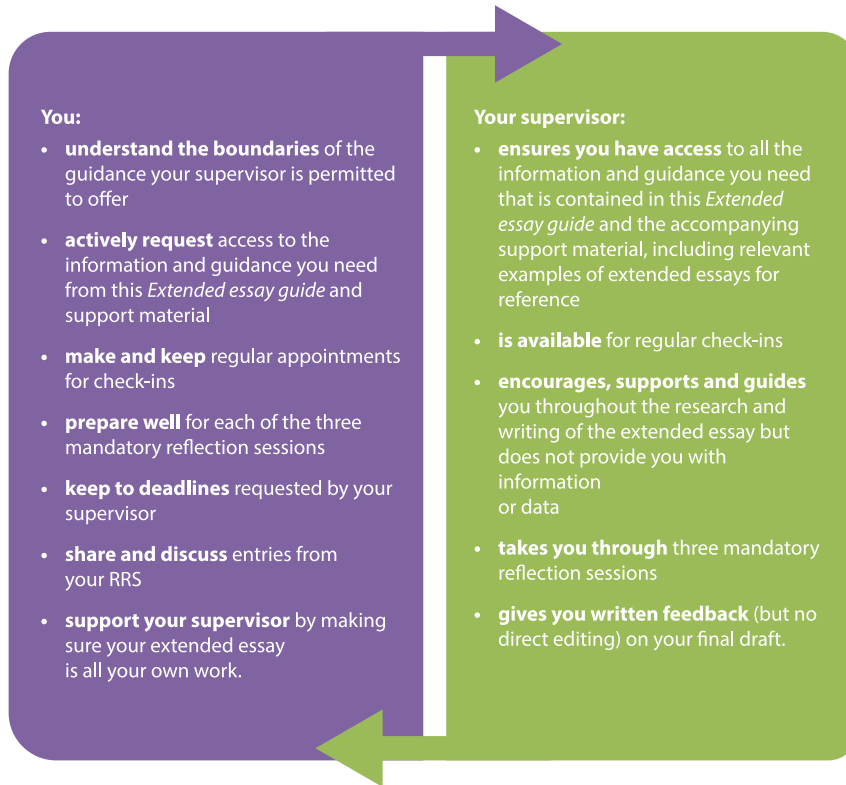 You:
• understand the boundaries of the
guidance your supervisor is permitted
to offer
• actively request access to the
information and guidance you need
from this Extended essay guide and
support material
• make and keep regular appointments
for check-ins
• prepare well for each of the three
mandatory reflection sessions
• keep to deadlines requested by your
supervisor
• share and discuss entries from
your RRS
• support your supervisor by making
sure your extended essay
is all your own work.
Your supervisor:
• ensures you have access to all the
information and guidance you need
that is contained in this Extended
essay guide and the accompanying
support material, including relevant
examples of extended essays for
reference
• is available for regular check-ins
• encourages, supports and guides
you throughout the research and
writing of the extended essay but
does not provide you with
information
or data
• takes you through three mandatory
reflection sessions
• gives you written feedback (but no
direct editing) on your final draft.